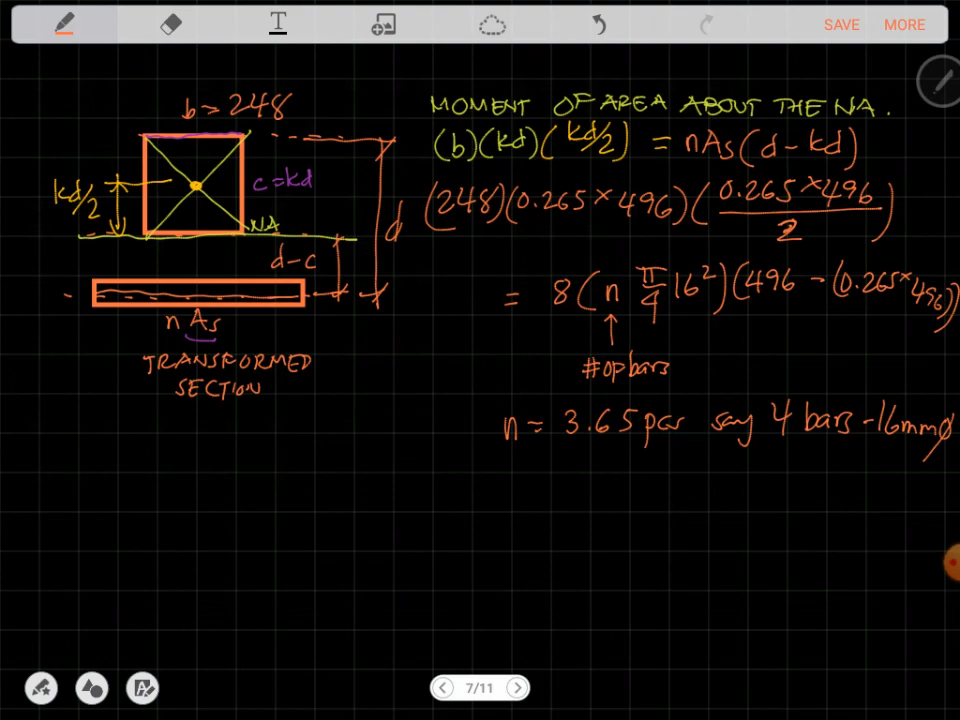 SAVE MORE
b = 248
MOMENT OF AREA ABOUT THE NA.
(b)(kd)(kd/2) = nAs(d - kd)
kd/2
c = kd
NA
d
d - c
(248)(0.265 × 496)(0.265 × 496 / 2)
= 8(n π/4 16²)(496 - (0.265 × 496))
#op bars
n As
TRANSFORMED
SECTION
n = 3.65 pcs say 4 bars - 16mmø
7/11